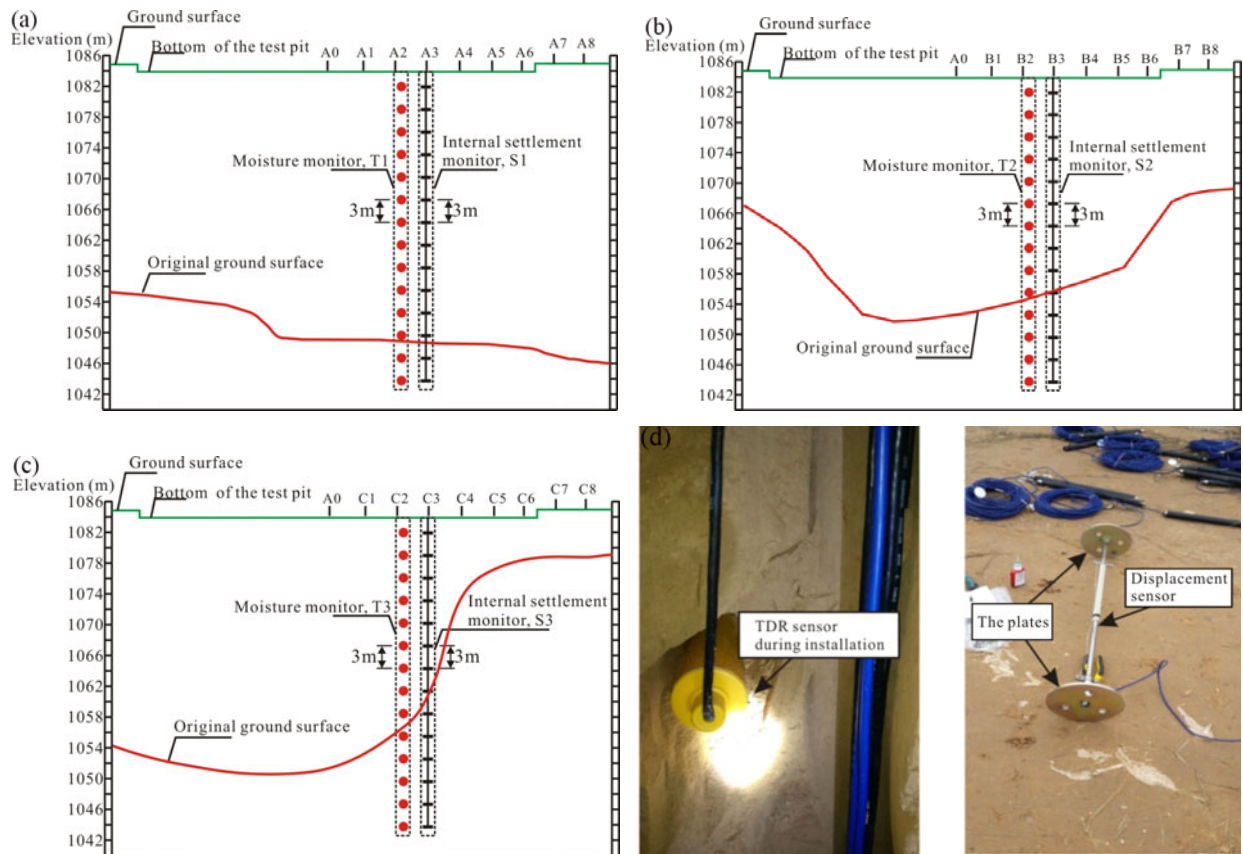 (a)
Ground surface
Elevation (m)
Bottom of the test pit
A0 A1 A2 A3 A4 A5 A6 A7 A8
1086
1082
1078
1074
1070
1066
1062
1058
1054
1050
1046
1042
Moisture monitor, T1
Internal settlement
monitor, S1
3m
3m
Original ground surface
(b)
Ground surface
Elevation (m)
Bottom of the test pit
A0 B1 B2 B3 B4 B5 B6 B7 B8
1086
1082
1078
1074
1070
1066
1062
1058
1054
1050
1046
1042
Moisture monitor, T2
Internal settlement
monitor, S2
3m
3m
Original ground surface
(c)
Ground surface
Elevation (m)
Bottom of the test pit
A0 C1 C2 C3 C4 C5 C6 C7 C8
1086
1082
1078
1074
1070
1066
1062
1058
1054
1050
1046
1042
Moisture monitor, T3
Internal settlement
monitor, S3
3m
3m
Original ground surface
(d)
TDR sensor
during installation
The plates
Displacement
sensor